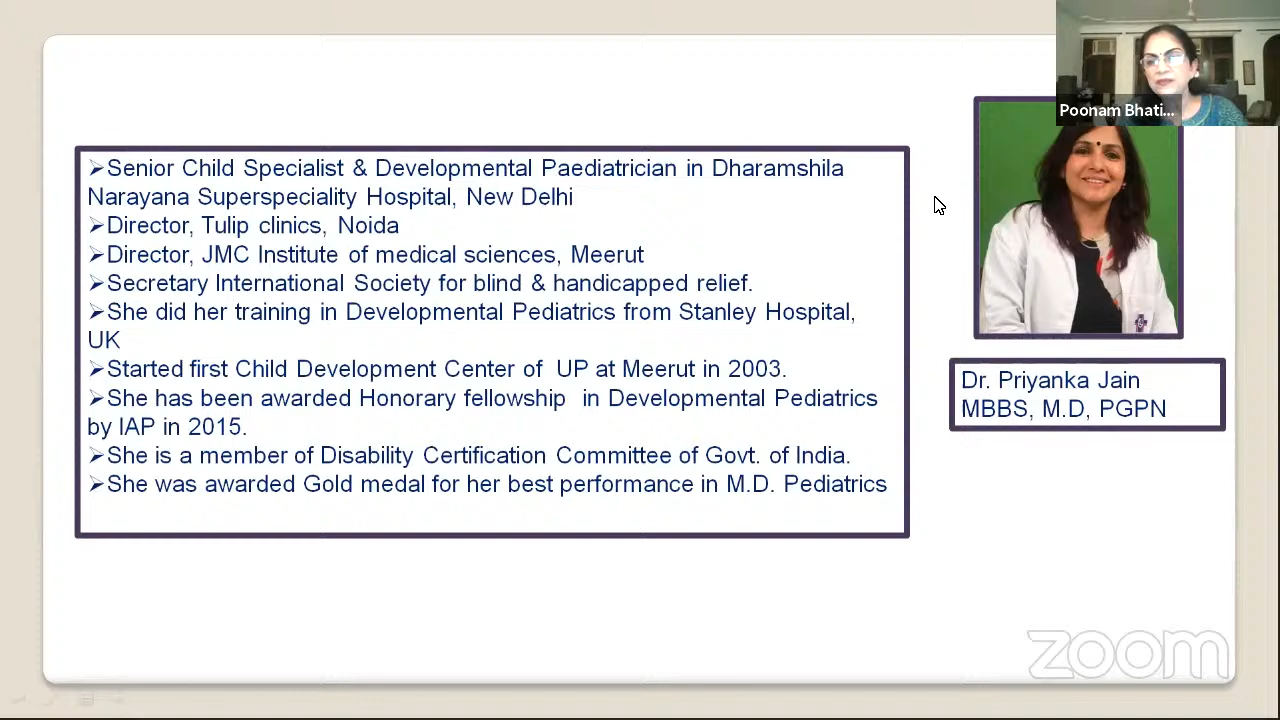 Poonam Bhati...
➢Senior Child Specialist & Developmental Paediatrician in Dharamshila
Narayana Superspeciality Hospital, New Delhi
➢Director, Tulip clinics, Noida
➢Director, JMC Institute of medical sciences, Meerut
➢Secretary International Society for blind & handicapped relief.
➢She did her training in Developmental Pediatrics from Stanley Hospital,
UK
➢Started first Child Development Center of  UP at Meerut in 2003.
➢She has been awarded Honorary fellowship  in Developmental Pediatrics
by IAP in 2015.
➢She is a member of Disability Certification Committee of Govt. of India.
➢She was awarded Gold medal for her best performance in M.D. Pediatrics
Dr. Priyanka Jain
MBBS, M.D, PGPN
zoom